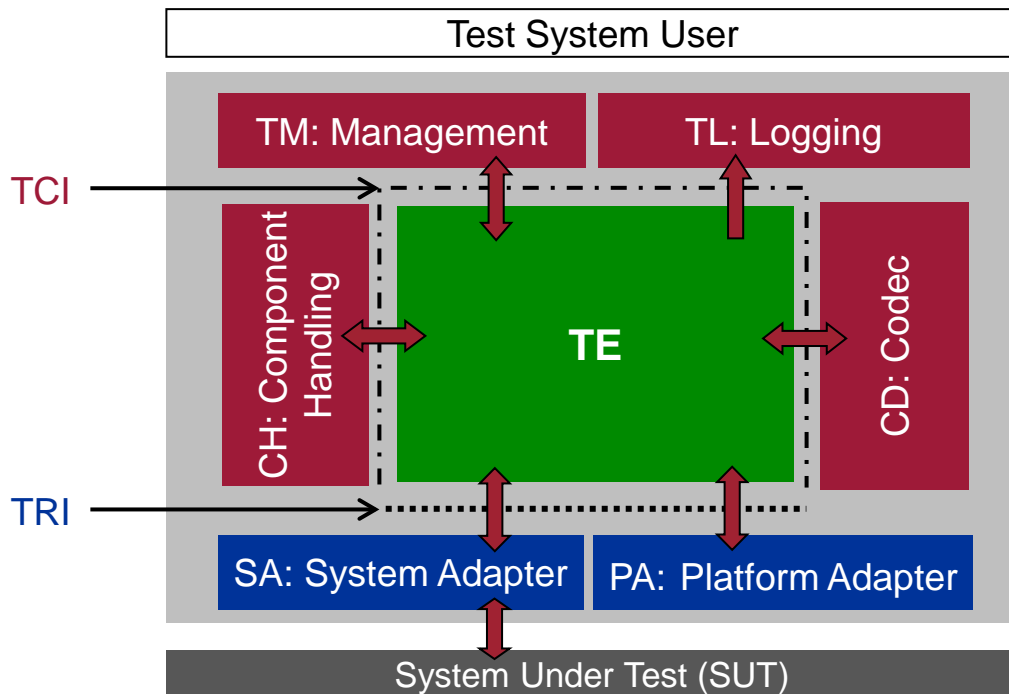 Test System User
TM: Management
TL: Logging
TCI
CH: Component
Handling
TE
CD: Codec
TRI
SA: System Adapter
PA: Platform Adapter
System Under Test (SUT)